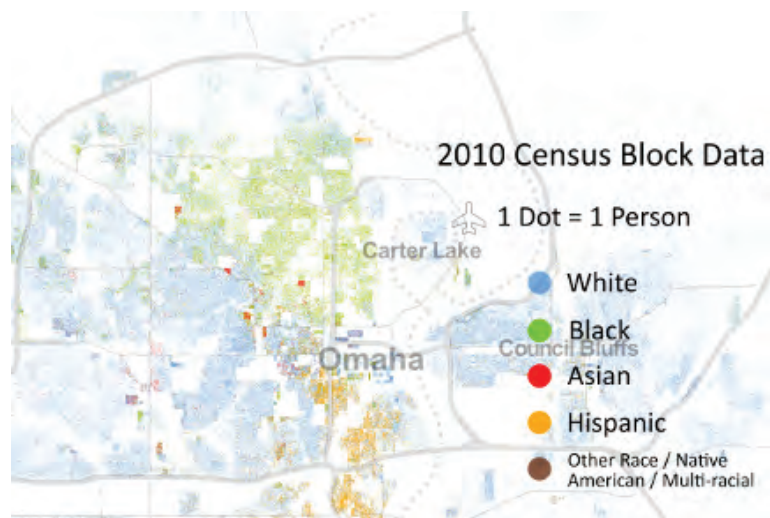 2010 Census Block Data
1 Dot = 1 Person
Carter Lake
White
Black
Omaha
Council Bluffs
Asian
Hispanic
Other Race / Native
American / Multi-racial